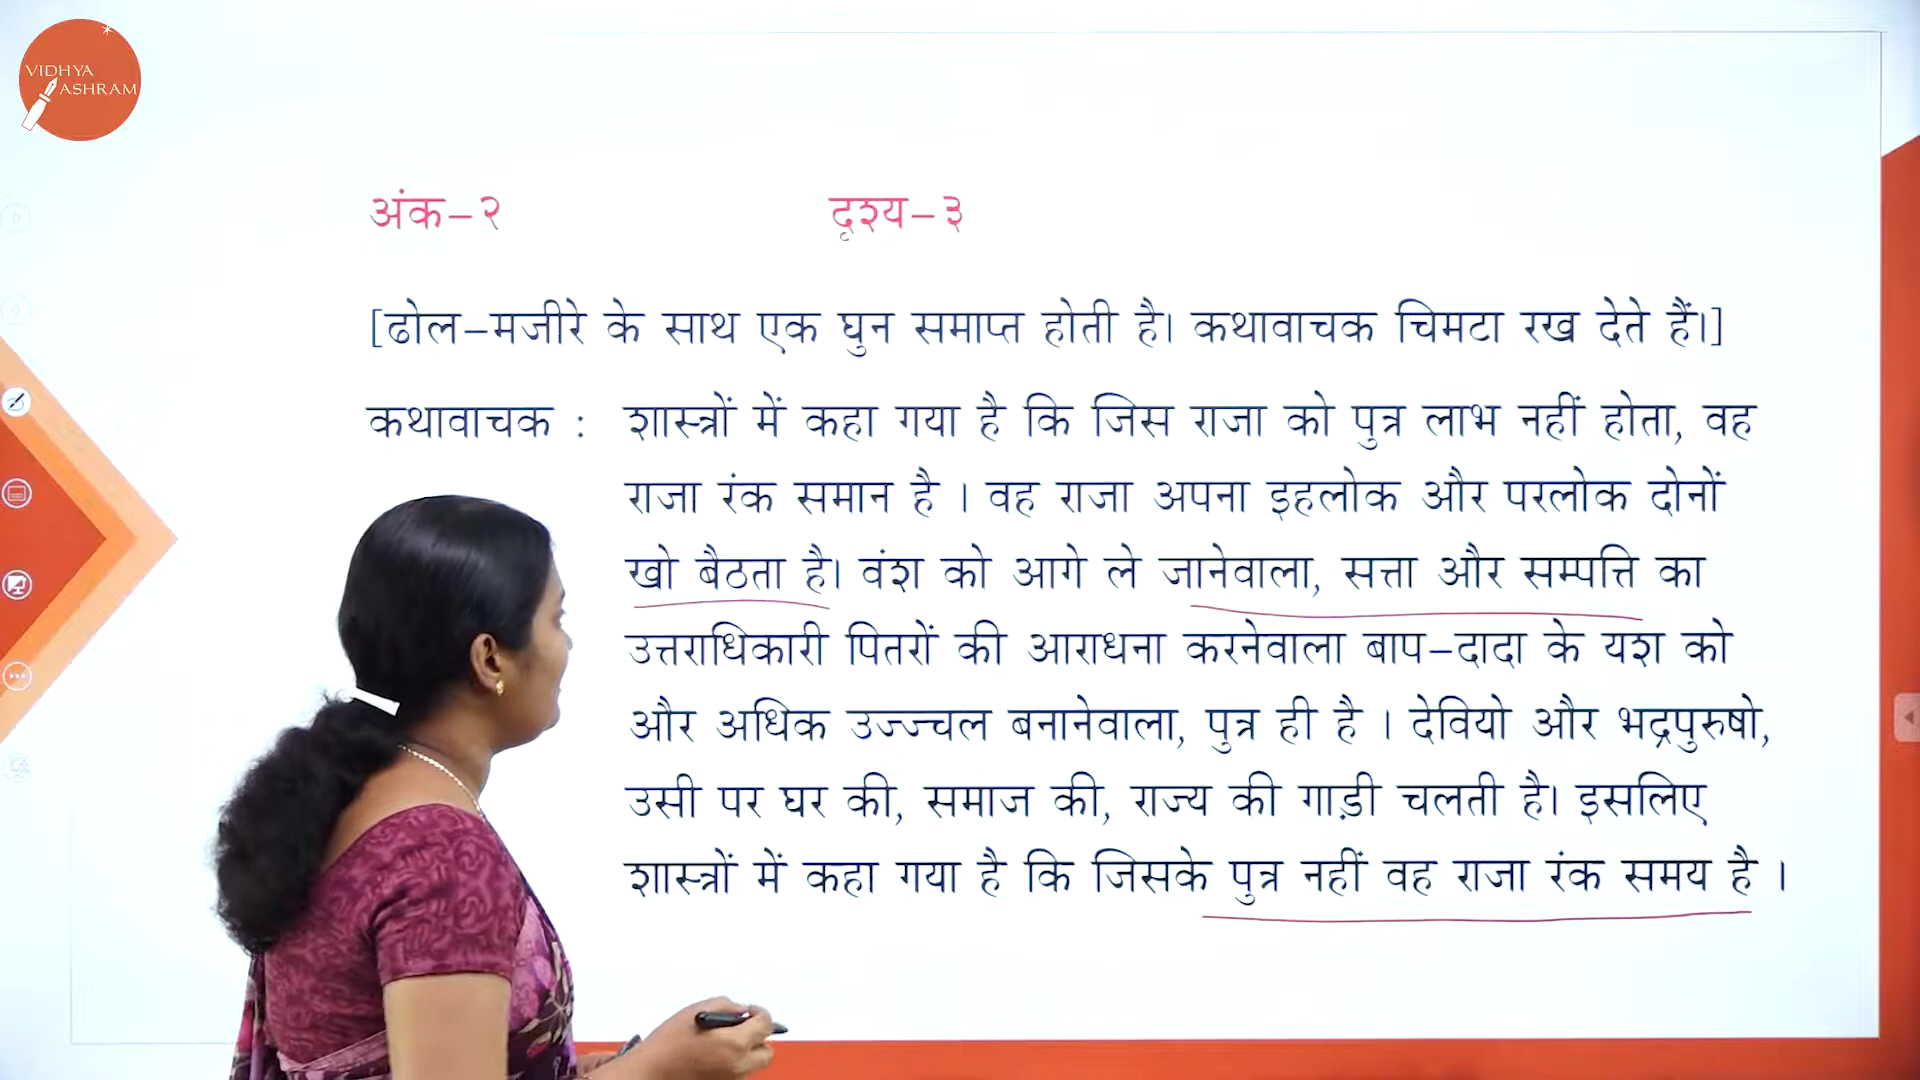 VIDHYA
ASHRAM
अंक–२ दृश्य–३
[ढोल–मजीरे के साथ एक घुन समाप्त होती है। कथावाचक चिमटा रख देते हैं।]
कथावाचक : शास्त्रों में कहा गया है कि जिस राजा को पुत्र लाभ नहीं होता, वह
राजा रंक समान है । वह राजा अपना इहलोक और परलोक दोनों
खो बैठता है। वंश को आगे ले जानेवाला, सत्ता और सम्पत्ति का
उत्तराधिकारी पितरों की आराधना करनेवाला बाप–दादा के यश को
और अधिक उज्ज्चल बनानेवाला, पुत्र ही है । देवियो और भद्रपुरुषो,
उसी पर घर की, समाज की, राज्य की गाड़ी चलती है। इसलिए
शास्त्रों में कहा गया है कि जिसके पुत्र नहीं वह राजा रंक समय है ।